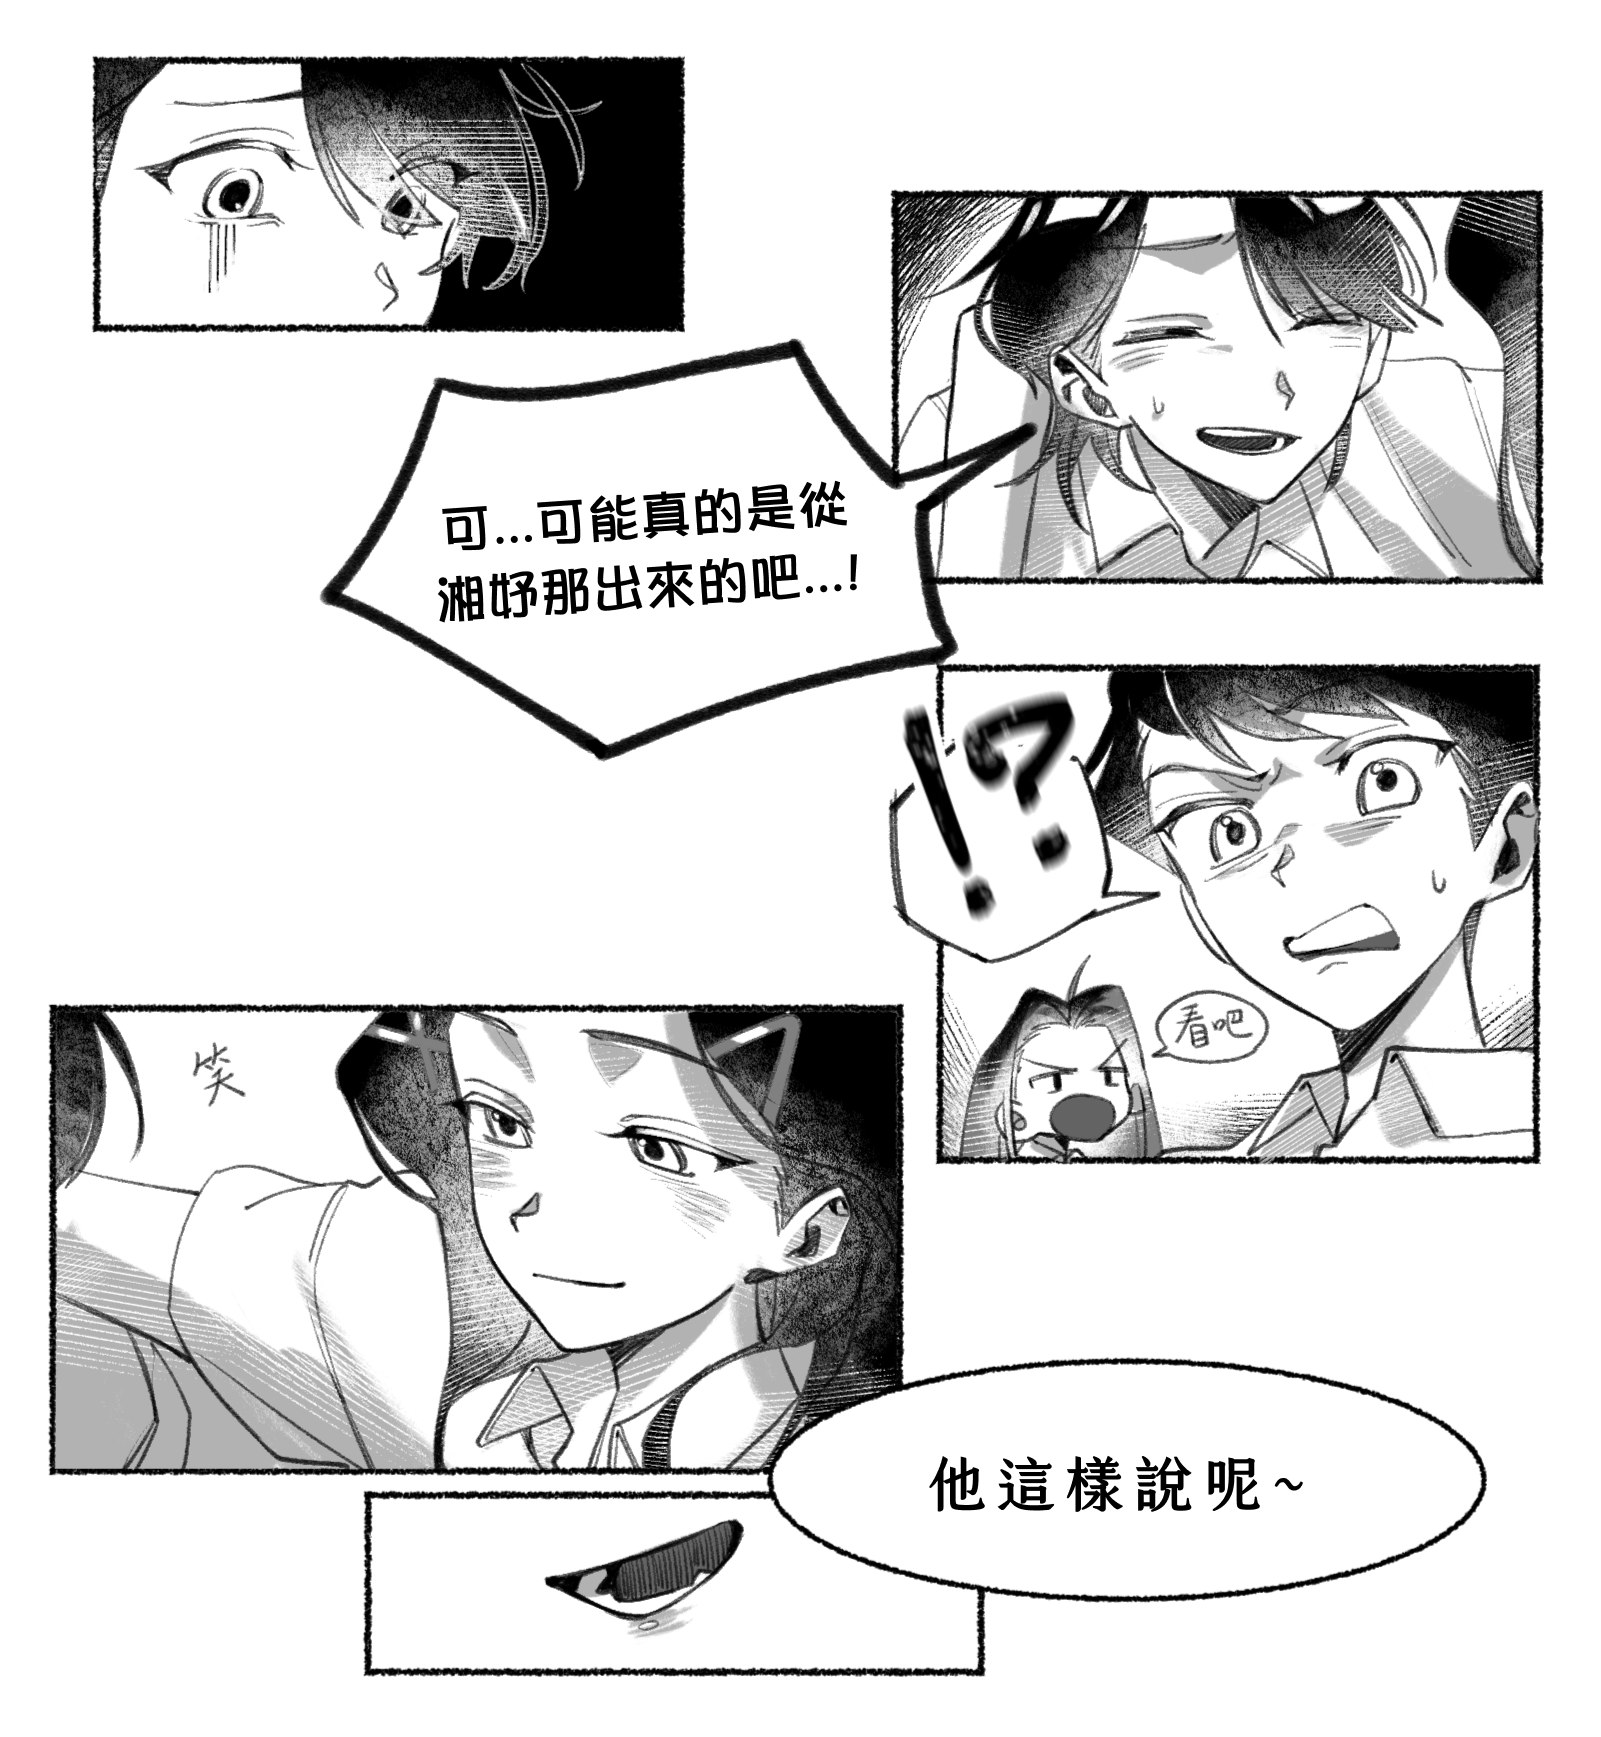 可...可能真的是從
湘妤那出來的吧...!
!?
看吧
笑
他這樣說呢~